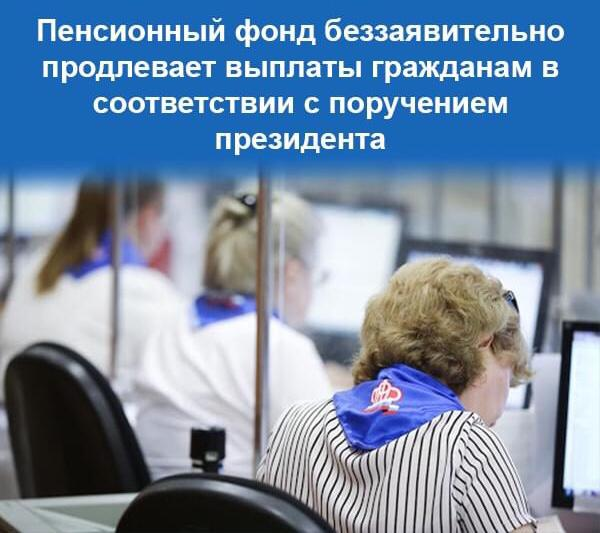 Пенсионный фонд беззаявительно
продлевает выплаты гражданам в
соответствии с поручением
президента